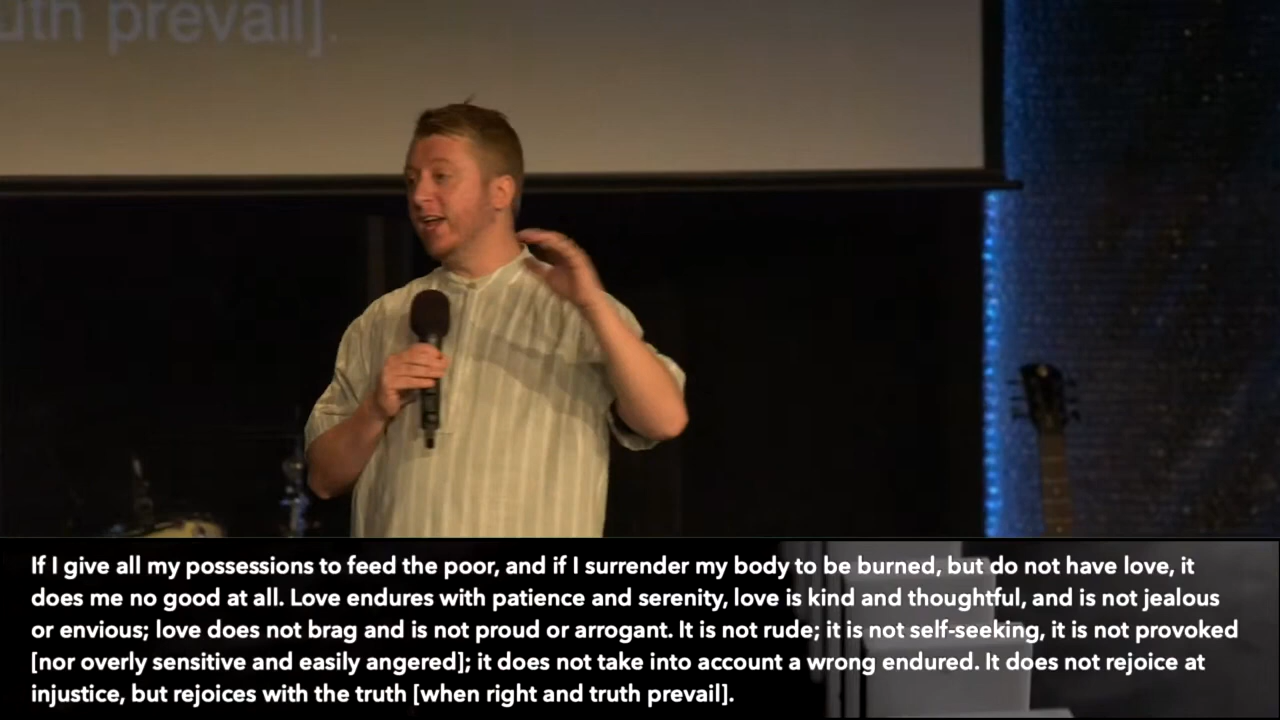 uth prevail].
If I give all my possessions to feed the poor, and if I surrender my body to be burned, but do not have love, it
does me no good at all. Love endures with patience and serenity, love is kind and thoughtful, and is not jealous
or envious; love does not brag and is not proud or arrogant. It is not rude; it is not self-seeking, it is not provoked
[nor overly sensitive and easily angered]; it does not take into account a wrong endured. It does not rejoice at
injustice, but rejoices with the truth [when right and truth prevail].